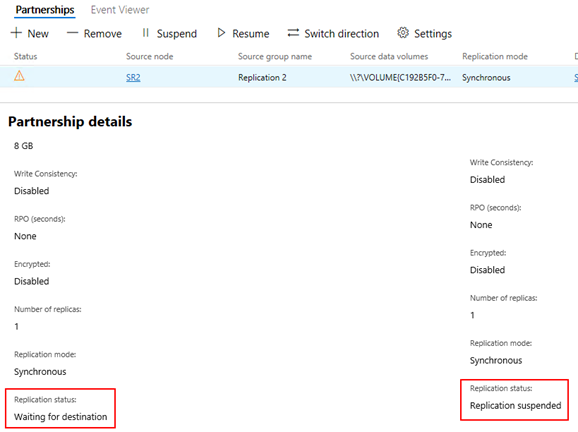 Partnerships Event Viewer
New Remove Suspend Resume Switch direction Settings
Status Source node Source group name Source data volumes Replication mode
SR2 Replication 2 \\?\VOLUME{C192B5F0-7... Synchronous
Partnership details
8 GB
Write Consistency:
Disabled
RPO (seconds):
None
Encrypted:
Disabled
Number of replicas:
1
Replication mode:
Synchronous
Replication status:
Waiting for destination
Write Consistency:
Disabled
RPO (seconds):
None
Encrypted:
Disabled
Number of replicas:
1
Replication mode:
Synchronous
Replication status:
Replication suspended